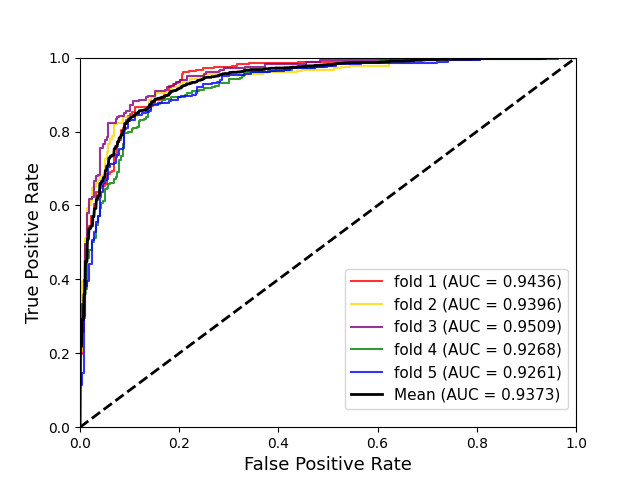 1.0
0.8
0.6
0.4
0.2
0.0
True Positive Rate
fold 1 (AUC = 0.9436)
fold 2 (AUC = 0.9396)
fold 3 (AUC = 0.9509)
fold 4 (AUC = 0.9268)
fold 5 (AUC = 0.9261)
Mean (AUC = 0.9373)
0.0 0.2 0.4 0.6 0.8 1.0
False Positive Rate